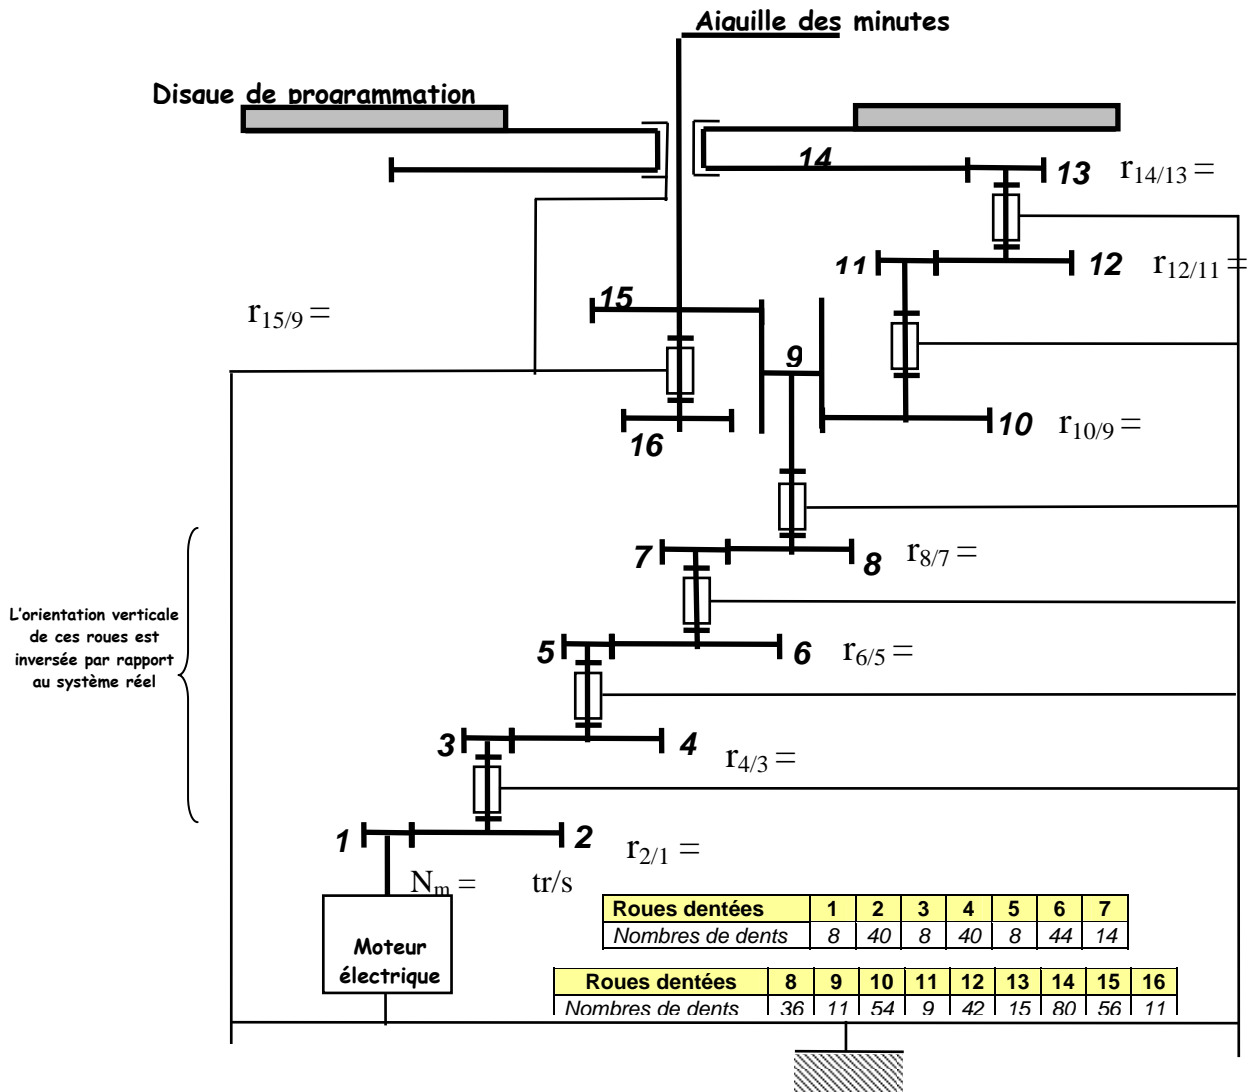 Aiguille des minutes
Disque de programmation
14
13
r14/13 =
11
12
r12/11 =
15
r15/9 =
9
16
10
r10/9 =
7
8
r8/7 =
L'orientation verticale
de ces roues est
inversée par rapport
au système réel
5
6
r6/5 =
3
4
r4/3 =
1
2
r2/1 =
Nm = tr/s
Moteur
électrique
Roues dentées 1 2 3 4 5 6 7
Nombres de dents 8 40 8 40 8 44 14
Roues dentées 8 9 10 11 12 13 14 15 16
Nombres de dents 36 11 54 9 42 15 80 56 11